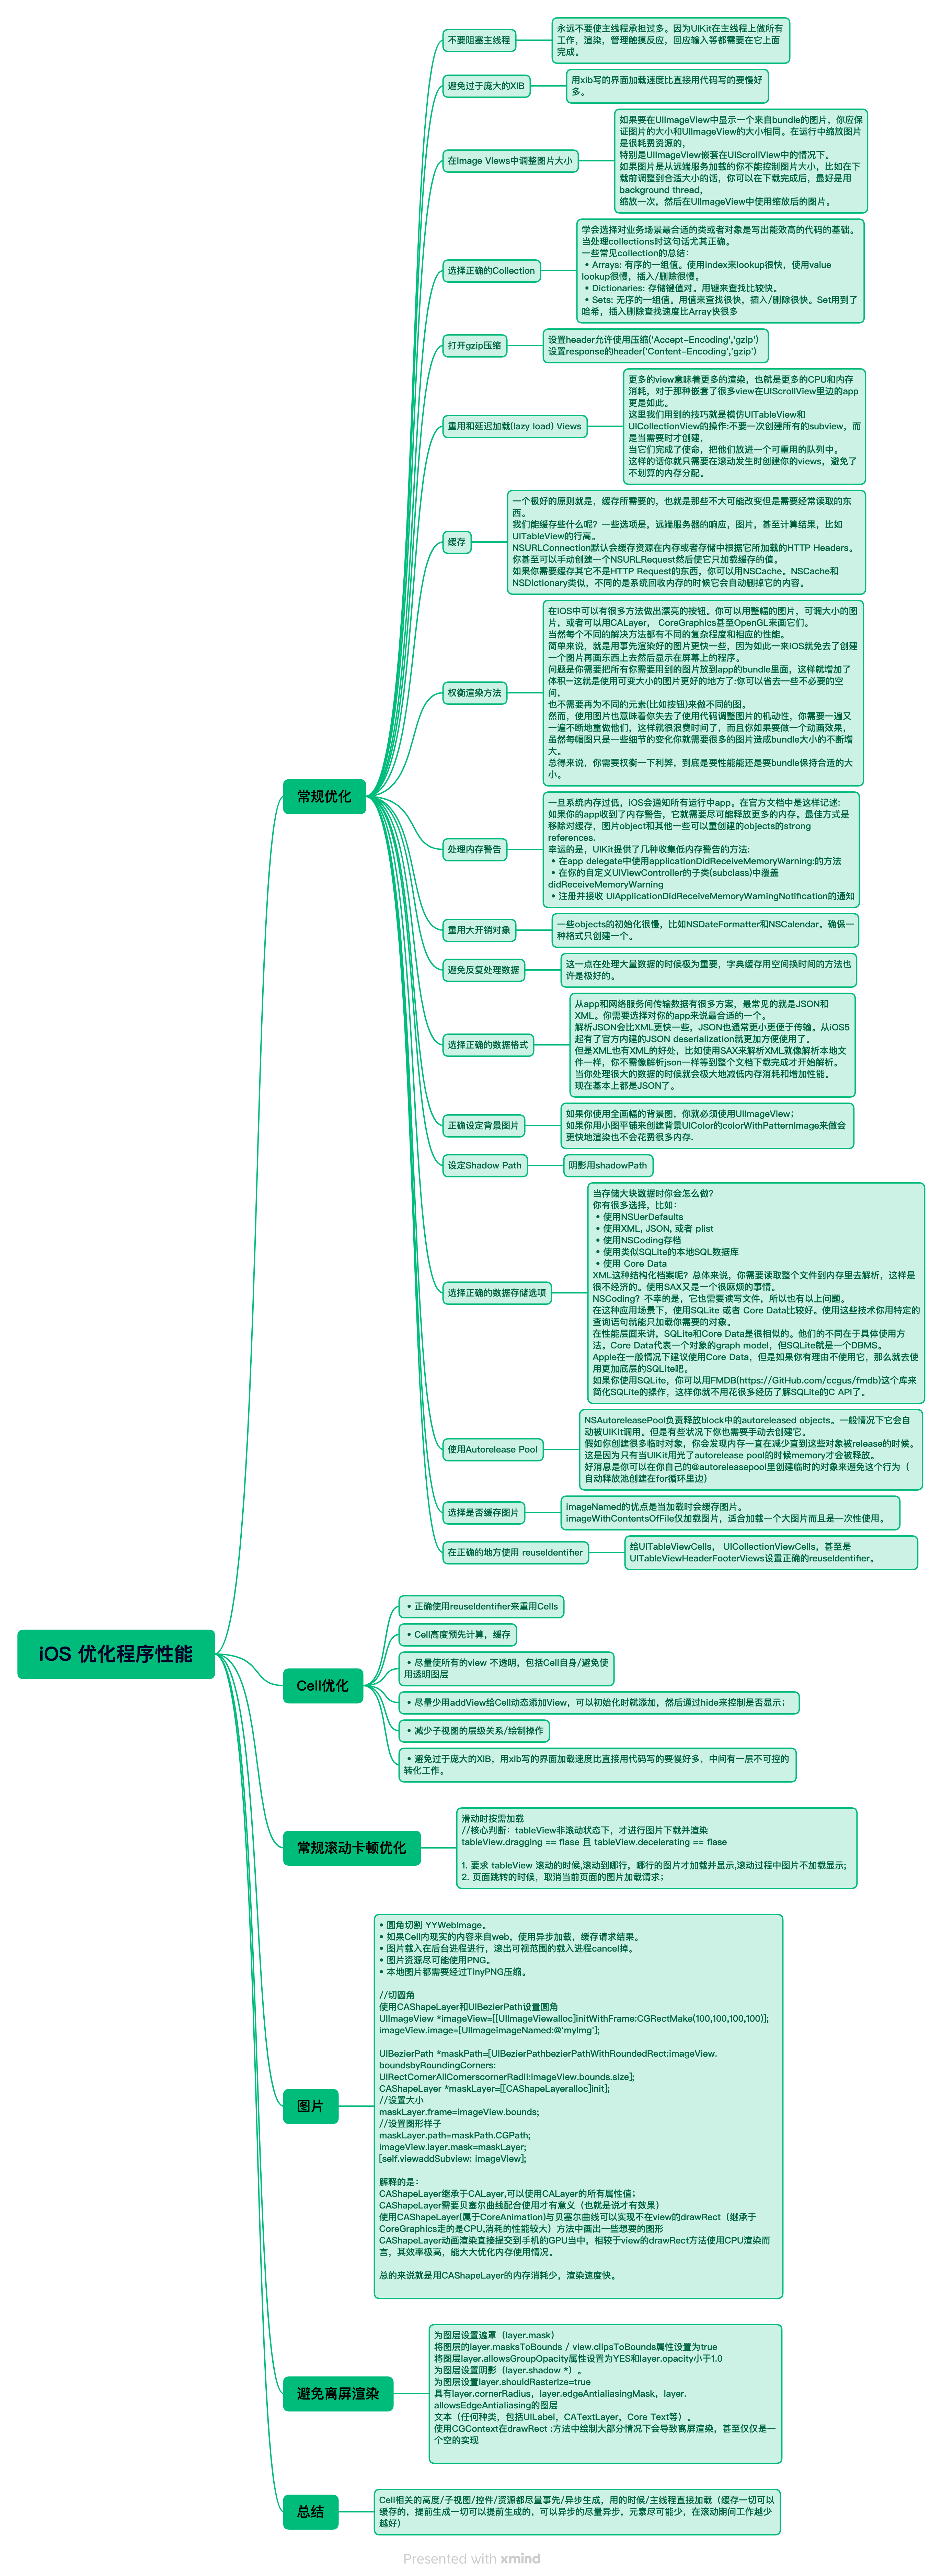 iOS 优化程序性能
常规优化
不要阻塞主线程
永远不要使主线程承担过多。因为UIKit在主线程上做所有
工作，渲染，管理触摸反应，回应输入等都需要在它上面
完成。
避免过于庞大的XIB
用xib写的界面加载速度比直接用代码写的要慢好
多。
在Image Views中调整图片大小
如果要在UIImageView中显示一个来自bundle的图片，你应保
证图片的大小和UIImageView的大小相同。在运行中缩放图片
是很耗费资源的，
特别是UIImageView嵌套在UIScrollView中的情况下。
如果图片是从远端服务加载的你不能控制图片大小，比如在下
载前调整到合适大小的话，你可以在下载完成后，最好是用
background thread，
缩放一次，然后在UIImageView中使用缩放后的图片。
选择正确的Collection
学会选择对业务场景最合适的类或者对象是写出能效高的代码的基础。
当处理collections时这句话尤其正确。
一些常见collection的总结：
• Arrays: 有序的一组值。使用index来lookup很快，使用value
lookup很慢，插入/删除很慢。
• Dictionaries: 存储键值对。用键来查找比较快。
• Sets: 无序的一组值。用值来查找很快，插入/删除很快。Set用到了
哈希，插入删除查找速度比Array快很多
打开gzip压缩
设置header允许使用压缩('Accept-Encoding','gzip')
设置response的header('Content-Encoding','gzip')
重用和延迟加载(lazy load) Views
更多的view意味着更多的渲染，也就是更多的CPU和内存
消耗，对于那种嵌套了很多view在UIScrollView里边的app
更是如此。
这里我们用到的技巧就是模仿UITableView和
UICollectionView的操作:不要一次创建所有的subview，而
是当需要时才创建，
当它们完成了使命，把他们放进一个可重用的队列中。
这样的话你就只需要在滚动发生时创建你的views，避免了
不划算的内存分配。
缓存
一个极好的原则就是，缓存所需要的，也就是那些不大可能改变但是需要经常读取的东
西。
我们能缓存些什么呢？一些选项是，远端服务器的响应，图片，甚至计算结果，比如
UITableView的行高。
NSURLConnection默认会缓存资源在内存或者存储中根据它所加载的HTTP Headers。
你甚至可以手动创建一个NSURLRequest然后使它只加载缓存的值。
如果你需要缓存其它不是HTTP Request的东西，你可以用NSCache。NSCache和
NSDictionary类似，不同的是系统回收内存的时候它会自动删掉它的内容。
权衡渲染方法
在iOS中可以有很多方法做出漂亮的按钮。你可以用整幅的图片，可调大小的图
片，或者可以用CALayer， CoreGraphics甚至OpenGL来画它们。
当然每个不同的解决方法都有不同的复杂程度和相应的性能。
简单来说，就是用事先渲染好的图片更快一些，因为如此一来iOS就免去了创建
一个图片再画东西上去然后显示在屏幕上的程序。
问题是你需要把所有你需要用到的图片放到app的bundle里面，这样就增加了
体积–这就是使用可变大小的图片更好的地方了:你可以省去一些不必要的空
间，
也不需要再为不同的元素(比如按钮)来做不同的图。
然而，使用图片也意味着你失去了使用代码调整图片的机动性，你需要一遍又
一遍不断地重做他们，这样就很浪费时间了，而且你如果要做一个动画效果，
虽然每幅图只是一些细节的变化你就需要很多的图片造成bundle大小的不断增
大。
总得来说，你需要权衡一下利弊，到底是要性能能还是要bundle保持合适的大
小。
处理内存警告
一旦系统内存过低，iOS会通知所有运行中app。在官方文档中是这样记述:
如果你的app收到了内存警告，它就需要尽可能释放更多的内存。最佳方式是
移除对缓存，图片object和其他一些可以重创建的objects的strong
references.
幸运的是，UIKit提供了几种收集低内存警告的方法:
• 在app delegate中使用applicationDidReceiveMemoryWarning:的方法
• 在你的自定义UIViewController的子类(subclass)中覆盖
didReceiveMemoryWarning
• 注册并接收 UIApplicationDidReceiveMemoryWarningNotification的通知
重用大开销对象
一些objects的初始化很慢，比如NSDateFormatter和NSCalendar。确保一
种格式只创建一个。
避免反复处理数据
这一点在处理大量数据的时候极为重要，字典缓存用空间换时间的方法也
许是极好的。
选择正确的数据格式
从app和网络服务间传输数据有很多方案，最常见的就是JSON和
XML。你需要选择对你的app来说最合适的一个。
解析JSON会比XML更快一些，JSON也通常更小更便于传输。从iOS5
起有了官方内建的JSON deserialization就更加方便使用了。
但是XML也有XML的好处，比如使用SAX来解析XML就像解析本地文
件一样，你不需像解析json一样等到整个文档下载完成才开始解析。
当你处理很大的数据的时候就会极大地减低内存消耗和增加性能。
现在基本上都是JSON了。
正确设定背景图片
如果你使用全画幅的背景图，你就必须使用UIImageView；
如果你用小图平铺来创建背景UIColor的colorWithPatternImage来做会
更快地渲染也不会花费很多内存.
设定Shadow Path
阴影用shadowPath
选择正确的数据存储选项
当存储大块数据时你会怎么做？
你有很多选择，比如：
• 使用NSUerDefaults
• 使用XML, JSON, 或者 plist
• 使用NSCoding存档
• 使用类似SQLite的本地SQL数据库
• 使用 Core Data
XML这种结构化档案呢？总体来说，你需要读取整个文件到内存里去解析，这样是
很不经济的。使用SAX又是一个很麻烦的事情。
NSCoding？不幸的是，它也需要读写文件，所以也有以上问题。
在这种应用场景下，使用SQLite 或者 Core Data比较好。使用这些技术你用特定的
查询语句就能只加载你需要的对象。
在性能层面来讲，SQLite和Core Data是很相似的。他们的不同在于具体使用方
法。Core Data代表一个对象的graph model，但SQLite就是一个DBMS。
Apple在一般情况下建议使用Core Data，但是如果你有理由不使用它，那么就去使
用更加底层的SQLite吧。
如果你使用SQLite，你可以用FMDB(https://GitHub.com/ccgus/fmdb)这个库来
简化SQLite的操作，这样你就不用花很多经历了解SQLite的C API了。
使用Autorelease Pool
NSAutoreleasePool负责释放block中的autoreleased objects。一般情况下它会自
动被UIKit调用。但是有些状况下你也需要手动去创建它。
假如你创建很多临时对象，你会发现内存一直在减少直到这些对象被release的时候。
这是因为只有当UIKit用光了autorelease pool的时候memory才会被释放。
好消息是你可以在你自己的@autoreleasepool里创建临时的对象来避免这个行为（
自动释放池创建在for循环里边）
选择是否缓存图片
imageNamed的优点是当加载时会缓存图片。
imageWithContentsOfFile仅加载图片，适合加载一个大图片而且是一次性使用。
在正确的地方使用 reuseIdentifier
给UITableViewCells， UICollectionViewCells，甚至是
UITableViewHeaderFooterViews设置正确的reuseIdentifier。
Cell优化
• 正确使用reuseIdentifier来重用Cells
• Cell高度预先计算，缓存
• 尽量使所有的view 不透明，包括Cell自身/避免使
用透明图层
• 尽量少用addView给Cell动态添加View，可以初始化时就添加，然后通过hide来控制是否显示；
• 减少子视图的层级关系/绘制操作
• 避免过于庞大的XIB，用xib写的界面加载速度比直接用代码写的要慢好多，中间有一层不可控的
转化工作。
常规滚动卡顿优化
滑动时按需加载
//核心判断：tableView非滚动状态下，才进行图片下载并渲染
tableView.dragging == flase 且 tableView.decelerating == flase
1. 要求 tableView 滚动的时候,滚动到哪行，哪行的图片才加载并显示,滚动过程中图片不加载显示;
2. 页面跳转的时候，取消当前页面的图片加载请求；
图片
• 圆角切割 YYWebImage。
• 如果Cell内现实的内容来自web，使用异步加载，缓存请求结果。
• 图片载入在后台进程进行，滚出可视范围的载入进程cancel掉。
• 图片资源尽可能使用PNG。
• 本地图片都需要经过TinyPNG压缩。
//切圆角
使用CAShapeLayer和UIBezierPath设置圆角
UIImageView *imageView=[[UIImageViewalloc]initWithFrame:CGRectMake(100,100,100,100)];
imageView.image=[UIImageimageNamed:@'myImg'];
UIBezierPath *maskPath=[UIBezierPathbezierPathWithRoundedRect:imageView.
boundsbyRoundingCorners:
UIRectCornerAllCornerscornerRadii:imageView.bounds.size];
CAShapeLayer *maskLayer=[[CAShapeLayeralloc]init];
//设置大小
maskLayer.frame=imageView.bounds;
//设置图形样子
maskLayer.path=maskPath.CGPath;
imageView.layer.mask=maskLayer;
[self.viewaddSubview: imageView];
解释的是：
CAShapeLayer继承于CALayer,可以使用CALayer的所有属性值；
CAShapeLayer需要贝塞尔曲线配合使用才有意义（也就是说才有效果）
使用CAShapeLayer(属于CoreAnimation)与贝塞尔曲线可以实现不在view的drawRect（继承于
CoreGraphics走的是CPU,消耗的性能较大）方法中画出一些想要的图形
CAShapeLayer动画渲染直接提交到手机的GPU当中，相较于view的drawRect方法使用CPU渲染而
言，其效率极高，能大大优化内存使用情况。
总的来说就是用CAShapeLayer的内存消耗少，渲染速度快。
避免离屏渲染
为图层设置遮罩（layer.mask）
将图层的layer.masksToBounds / view.clipsToBounds属性设置为true
将图层layer.allowsGroupOpacity属性设置为YES和layer.opacity小于1.0
为图层设置阴影（layer.shadow *）。
为图层设置layer.shouldRasterize=true
具有layer.cornerRadius，layer.edgeAntialiasingMask，layer.
allowsEdgeAntialiasing的图层
文本（任何种类，包括UILabel，CATextLayer，Core Text等）。
使用CGContext在drawRect :方法中绘制大部分情况下会导致离屏渲染，甚至仅仅是一
个空的实现
总结
Cell相关的高度/子视图/控件/资源都尽量事先/异步生成，用的时候/主线程直接加载（缓存一切可以
缓存的，提前生成一切可以提前生成的，可以异步的尽量异步，元素尽可能少，在滚动期间工作越少
越好）
Presented with xmind